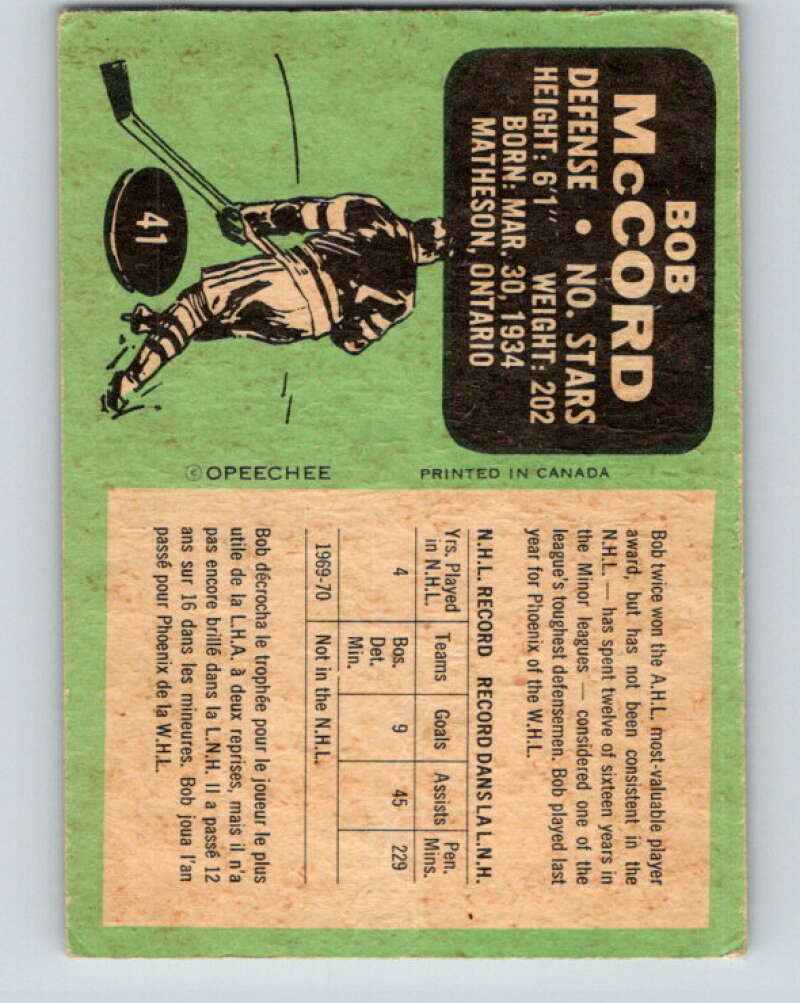 BOB
McCORD
DEFENSE • NO. STARS
HEIGHT: 6'1" WEIGHT: 202
BORN: MAR. 30, 1934
MATHESON, ONTARIO
41
© OPEECHEE
PRINTED IN CANADA
Bob twice won the A.H.L. most-valuable player
award, but has not been consistent in the
N.H.L. — has spent twelve of sixteen years in
the Minor leagues — considered one of the
league's toughest defensemen. Bob played last
year for Phoenix of the W.H.L.
N.H.L. RECORD RECORD DANS LA L.N.H.
Yrs. Played in N.H.L. Teams Goals Assists Pen. Mins.
4 Bos. Det. Min. 9 45 229
1969-70 Not in the N.H.L.
Bob décrocha le trophée pour le joueur le plus
utile de la L.H.A. à deux reprises, mais il n'a
pas encore brillé dans la L.N.H. Il a passé 12
ans sur 16 dans les mineures. Bob joua l'an
passé pour Phoenix de la W.H.L.